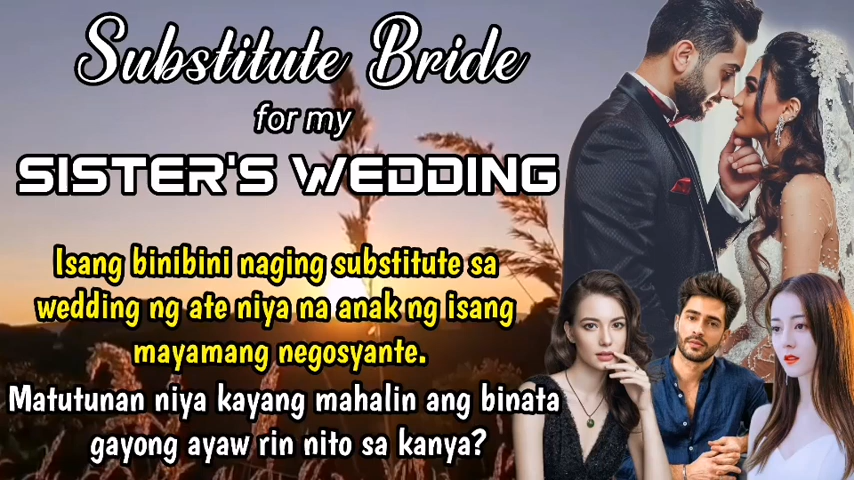 Substitute Bride
for my
SISTER'S WEDDING
Isang binibini naging substitute sa
wedding ng ate niya na anak ng isang
mayamang negosyante.
Matutunan niya kayang mahalin ang binata
gayong ayaw rin nito sa kanya?